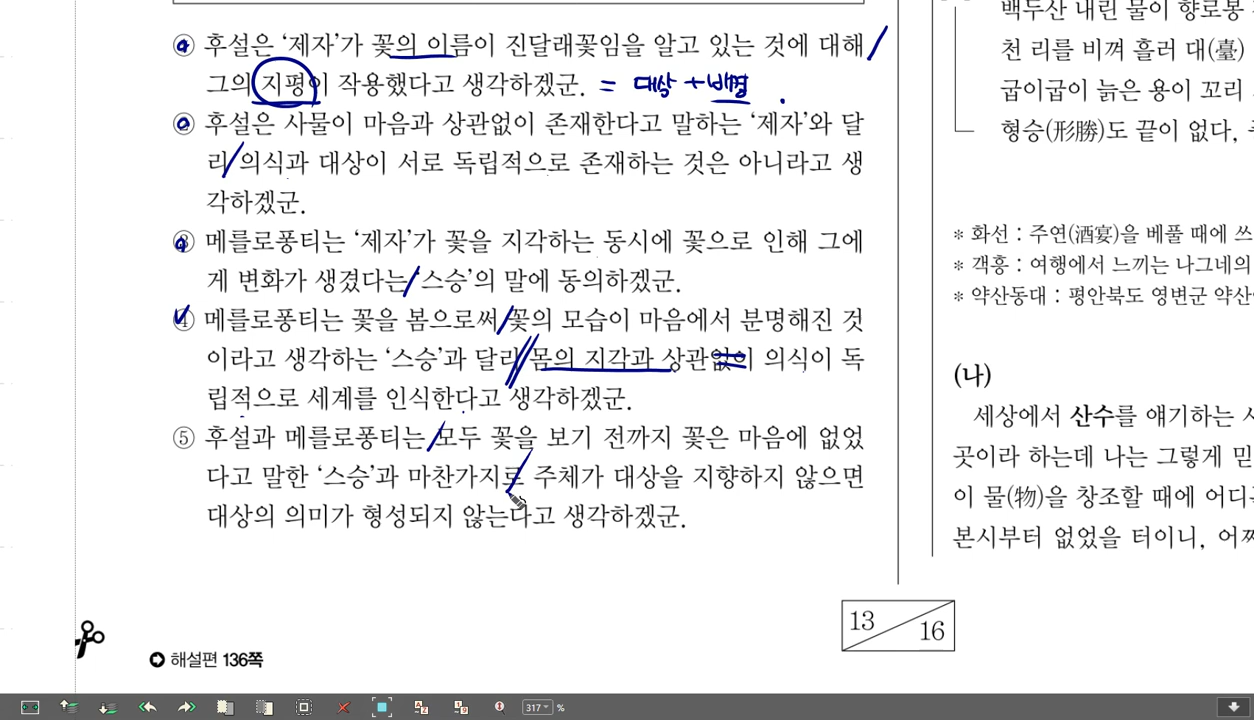 ① 후설은 ‘제자’가 꽃의 이름이 진달래꽃임을 알고 있는 것에 대해
그의 지평이 작용했다고 생각하겠군. = 대상 + 배경
② 후설은 사물이 마음과 상관없이 존재한다고 말하는 ‘제자’와 달
리 의식과 대상이 서로 독립적으로 존재하는 것은 아니라고 생
각하겠군.
③ 메를로퐁티는 ‘제자’가 꽃을 지각하는 동시에 꽃으로 인해 그에
게 변화가 생겼다는 ‘스승’의 말에 동의하겠군.
④ 메를로퐁티는 꽃을 봄으로써 꽃의 모습이 마음에서 분명해진 것
이라고 생각하는 ‘스승’과 달리 몸의 지각과 상관없이 의식이 독
립적으로 세계를 인식한다고 생각하겠군.
⑤ 후설과 메를로퐁티는 모두 꽃을 보기 전까지 꽃은 마음에 없었
다고 말한 ‘스승’과 마찬가지로 주체가 대상을 지향하지 않으면
대상의 의미가 형성되지 않는다고 생각하겠군.
해설편 136쪽
13
16
백두산 내린 물이 향로봉
천 리를 비껴 흘러 대(臺)
굽이굽이 늙은 용이 꼬리
형승(形勝)도 끝이 없다,
* 화선 : 주연(酒宴)을 베풀 때에 쓰
* 객흥 : 여행에서 느끼는 나그네의
* 약산동대 : 평안북도 영변군 약산
(나)
세상에서 산수를 얘기하는
곳이라 하는데 나는 그렇게 믿
이 물(物)을 창조할 때에 어디
본시부터 없었을 터이니, 어찌
317 %